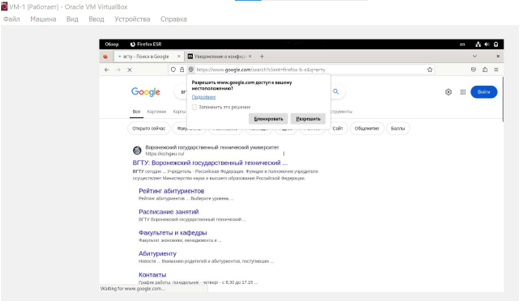 VM-1 [Работает] - Oracle VM VirtualBox
Файл Машина Вид Ввод Устройства Справка
Обзор Firefox ESR en
вгту - Поиск в Google Уведомление о конфид
https://www.google.com/search?client=firefox-b-e&q=вгту
Разрешить www.google.com доступ к вашему
местоположению?
Подробнее
Запомнить это решение
Блокировать Разрешить
Google Войти
Все Картинки Карты
Открыто сейчас Сайт Общежитие Баллы
Воронежский государственный технический университет
https://cchgeu.ru
ВГТУ: Воронежский государственный технический ...
ВГТУ сегодня ... Учредитель - Российская Федерация. Функции и полномочия учредителя
осуществляет Министерство науки и высшего образования Российской Федерации.
Рейтинг абитуриентов
Рейтинг абитуриентов ... Выберите уровень ...
Расписание занятий
ВГТУ Воронежский государственный технический ...
Факультеты и кафедры
Факультет экономики, менеджмента и ...
Абитуриенту
Новости ... Вниманию родителей и абитуриентов, поступивших ...
Контакты
График работы. понедельник - четверг - с 8:30 до 17:15 ...
Waiting for www.google.com...